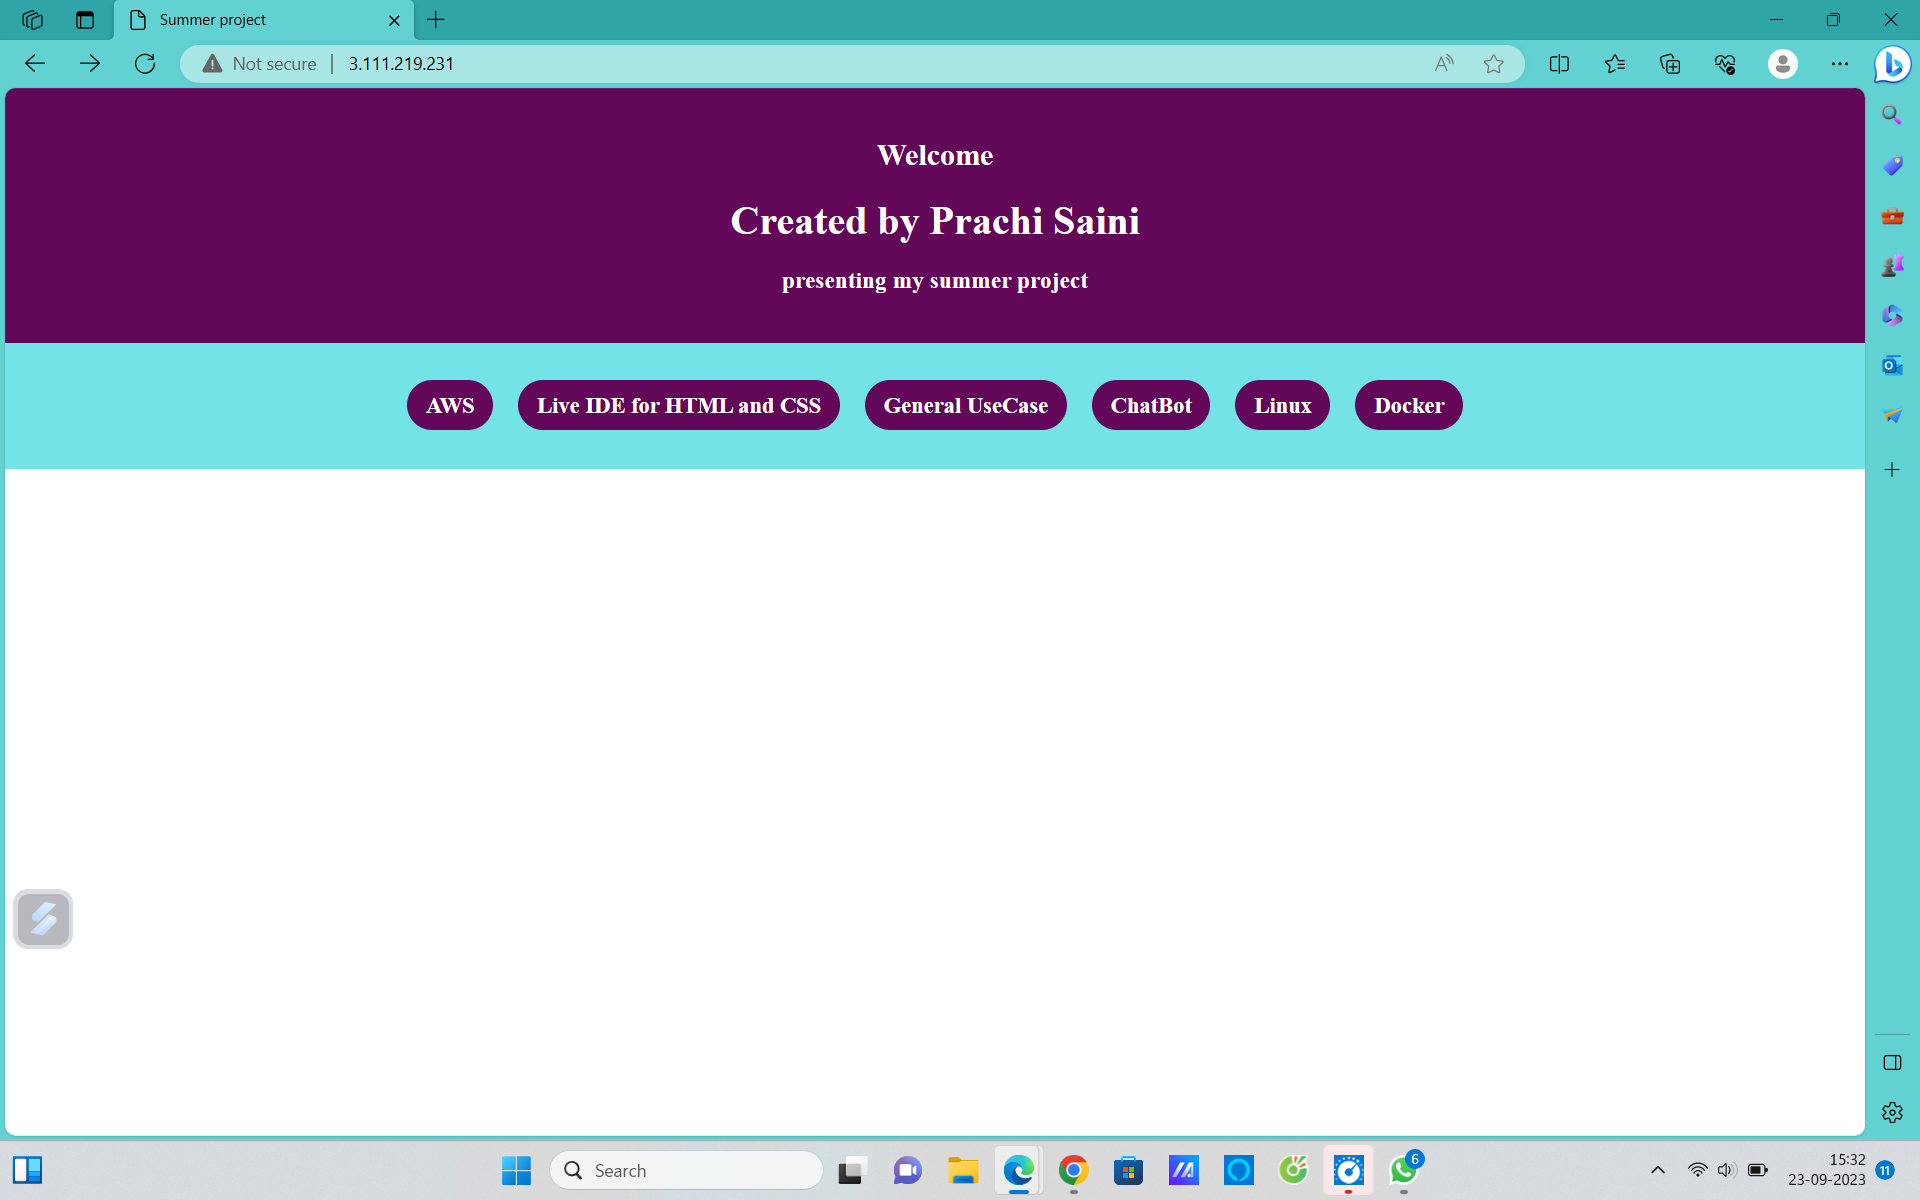 Summer project
Not secure 3.111.219.231
Welcome
Created by Prachi Saini
presenting my summer project
AWS Live IDE for HTML and CSS General UseCase ChatBot Linux Docker
Search
6
15:32
23-09-2023
11